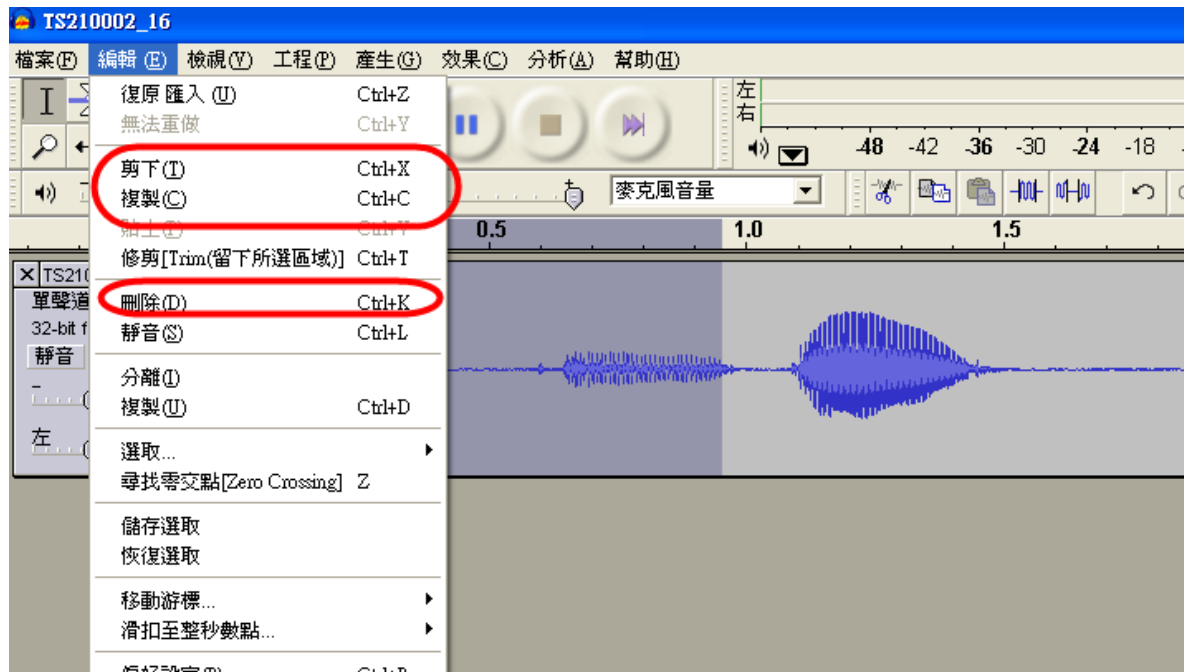 TS210002_16
檔案(F) 編輯 (E) 檢視(V) 工程(P) 產生(G) 效果(C) 分析(A) 幫助(H)
復原 匯入 (U) Ctrl+Z
無法重做 Ctrl+Y
剪下(T) Ctrl+X
複製(C) Ctrl+C
貼上(P) Ctrl+V
修剪[Trim(留下所選區域)] Ctrl+T
刪除(D) Ctrl+K
靜音(S) Ctrl+L
分離(I)
複製(U) Ctrl+D
選取...
尋找零交點[Zero Crossing] Z
儲存選取
恢復選取
移動游標...
滑扣至整秒數點...
左
右
-48 -42 -36 -30 -24 -18
麥克風音量
0.5 1.0 1.5
TS210
單聲道
32-bit f
靜音
左